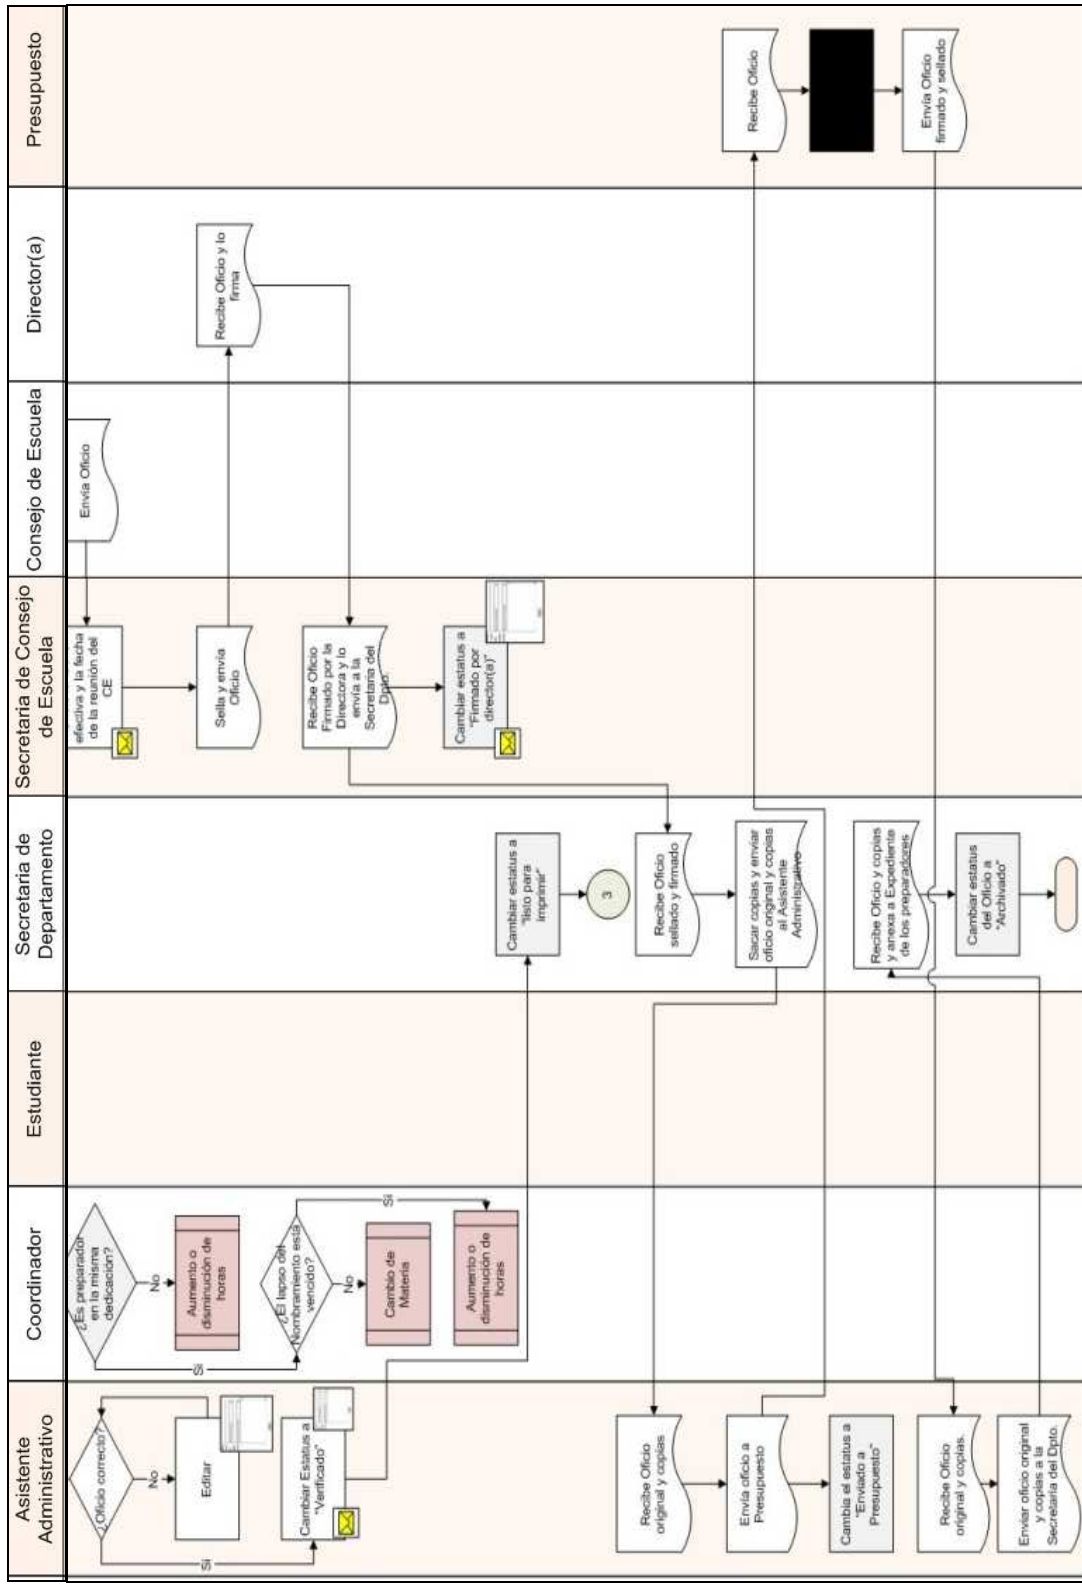 Presupuesto
Recibe Oficio
Envía Oficio
firmado y sellado
Director(a)
Recibe Oficio y lo
firma
Consejo de Escuela
Envía Oficio
Secretaria de Consejo
de Escuela
efectiva y la fecha
de la reunión del
CE
Sella y envía
Oficio
Recibe Oficio
Firmado por la
Directora y lo
envía a la
Secretaria del
Dpto.
Cambiar estatus a
"Firmado por
director(a)"
Secretaria de
Departamento
Cambiar estatus a
"listo para
imprimir"
3
Recibe Oficio
sellado y firmado
Sacar copias y enviar
oficio original y copias
al Asistente
Administrativo
Recibe Oficio y copias
y anexa a Expediente
de los preparadores
Cambiar estatus
del Oficio a
"Archivado"
Estudiante
Coordinador
¿Es preparador
en la misma
dedicación?
No
Sí
Aumento o
disminución de
horas
¿El lapso del
Nombramiento esta
vencido?
No
Sí
Cambio de
Materia
Aumento o
disminución de
horas
Asistente
Administrativo
¿Oficio correcto?
No
Sí
Editar
Cambiar Estatus a
"Verificado"
Recibe Oficio
original y copias
Envía oficio a
Presupuesto
Cambia el estatus a
"Enviado a
Presupuesto"
Recibe Oficio
original y copias.
Enviar oficio original
y copias a la
Secretaria del Dpto.